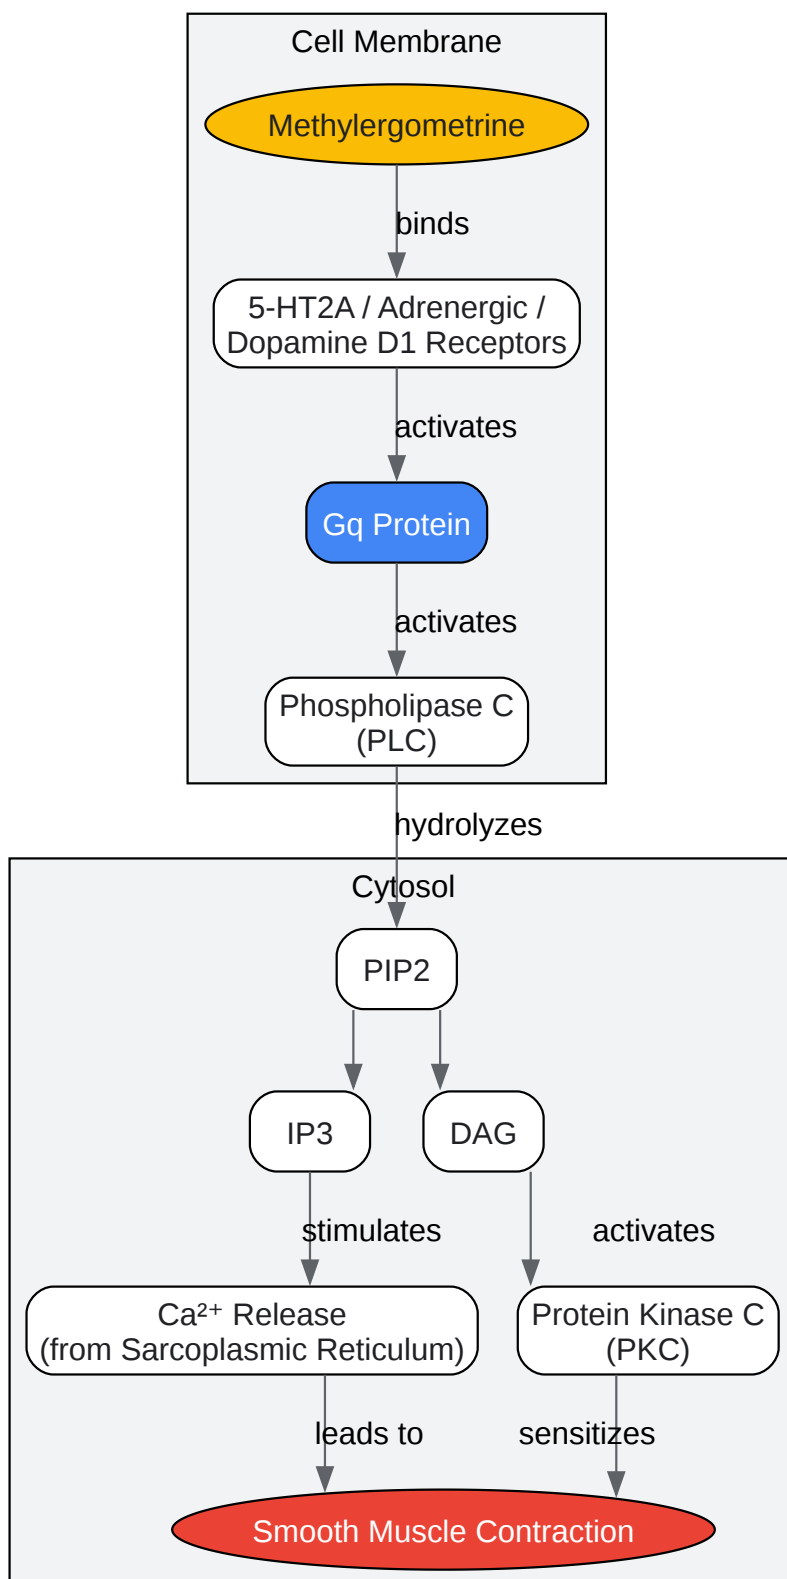 Cell Membrane
Methylergometrine
binds
5-HT2A / Adrenergic /
Dopamine D1 Receptors
activates
Gq Protein
activates
Phospholipase C
(PLC)
hydrolyzes
Cytosol
PIP2
IP3
DAG
stimulates
activates
Ca²⁺ Release
(from Sarcoplasmic Reticulum)
Protein Kinase C
(PKC)
leads to
sensitizes
Smooth Muscle Contraction